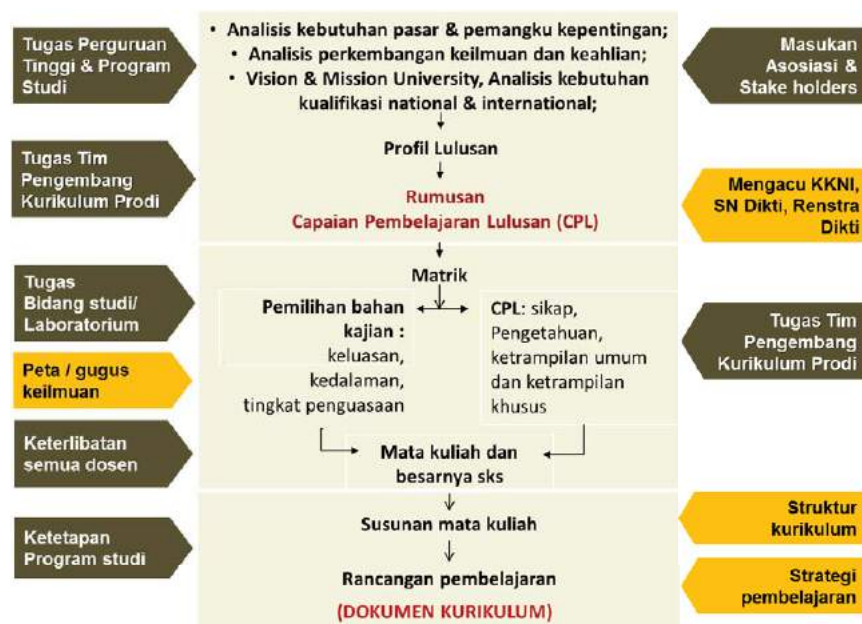 Tugas Perguruan
Tinggi & Program
Studi
• Analisis kebutuhan pasar & pemangku kepentingan;
• Analisis perkembangan keilmuan dan keahlian;
• Vision & Mission University, Analisis kebutuhan
kualifikasi national & international;
Masukan
Asosiasi &
Stake holders
Tugas Tim
Pengembang
Kurikulum Prodi
Profil Lulusan
Rumusan
Capaian Pembelajaran Lulusan (CPL)
Mengacu KKNI,
SN Dikti, Renstra
Dikti
Tugas
Bidang studi/
Laboratorium
Matrik
Pemilihan bahan
kajian :
keluasan,
kedalaman,
tingkat penguasaan
CPL: sikap,
Pengetahuan,
ketrampilan umum
dan ketrampilan
khusus
Tugas Tim
Pengembang
Kurikulum Prodi
Peta / gugus
keilmuan
Keterlibatan
semua dosen
Mata kuliah dan
besarnya sks
Ketetapan
Program studi
Susunan mata kuliah
Rancangan pembelajaran
(DOKUMEN KURIKULUM)
Struktur
kurikulum
Strategi
pembelajaran